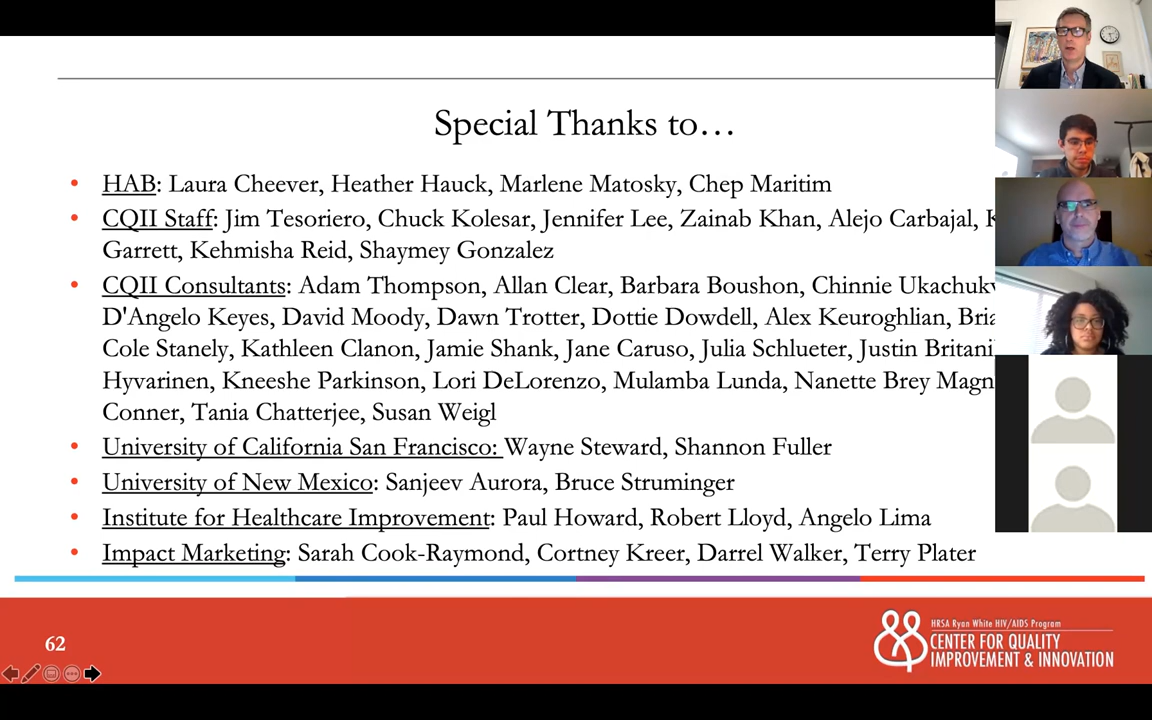 Special Thanks to…
• HAB: Laura Cheever, Heather Hauck, Marlene Matosky, Chep Maritim
• CQII Staff: Jim Tesoriero, Chuck Kolesar, Jennifer Lee, Zainab Khan, Alejo Carbajal,
Garrett, Kehmisha Reid, Shaymey Gonzalez
• CQII Consultants: Adam Thompson, Allan Clear, Barbara Boushon, Chinnie
D'Angelo Keyes, David Moody, Dawn Trotter, Dottie Dowdell, Alex Keuroghlian,
Cole Stanely, Kathleen Clanon, Jamie Shank, Jane Caruso, Julia Schlueter, Justin
Hyvarinen, Kneeshe Parkinson, Lori DeLorenzo, Mulamba Lunda, Nanette Brey
Conner, Tania Chatterjee, Susan Weigl
• University of California San Francisco: Wayne Steward, Shannon Fuller
• University of New Mexico: Sanjeev Aurora, Bruce Struminger
• Institute for Healthcare Improvement: Paul Howard, Robert Lloyd, Angelo Lima
• Impact Marketing: Sarah Cook-Raymond, Cortney Kreer, Darrel Walker, Terry Plater
62
HRSA Ryan White HIV/AIDS Program
CENTER FOR QUALITY
IMPROVEMENT & INNOVATION